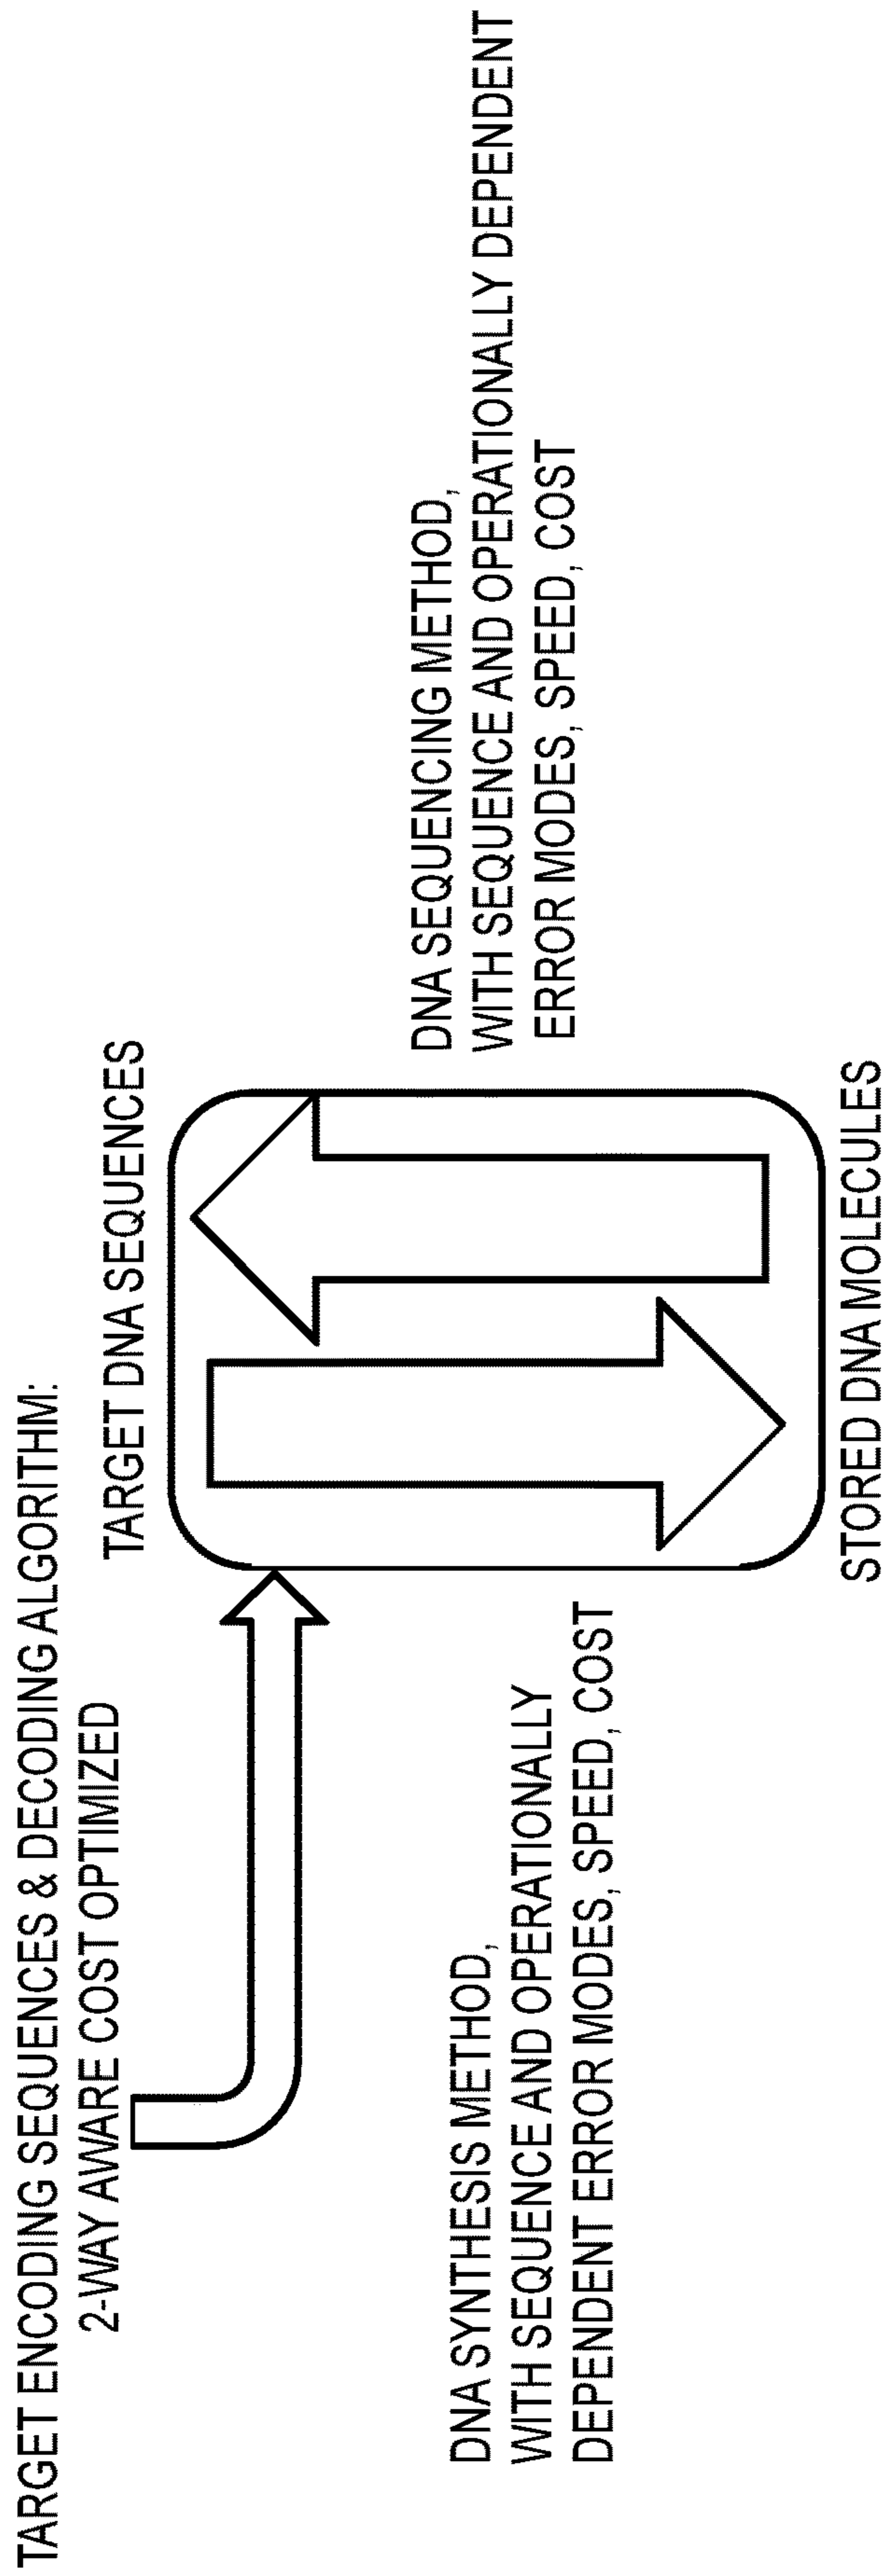 TARGET ENCODING SEQUENCES & DECODING ALGORITHM:
2-WAY AWARE COST OPTIMIZED
TARGET DNA SEQUENCES
DNA SYNTHESIS METHOD,
WITH SEQUENCE AND OPERATIONALLY
DEPENDENT ERROR MODES, SPEED, COST
DNA SEQUENCING METHOD,
WITH SEQUENCE AND OPERATIONALLY DEPENDENT
ERROR MODES, SPEED, COST
STORED DNA MOLECULES